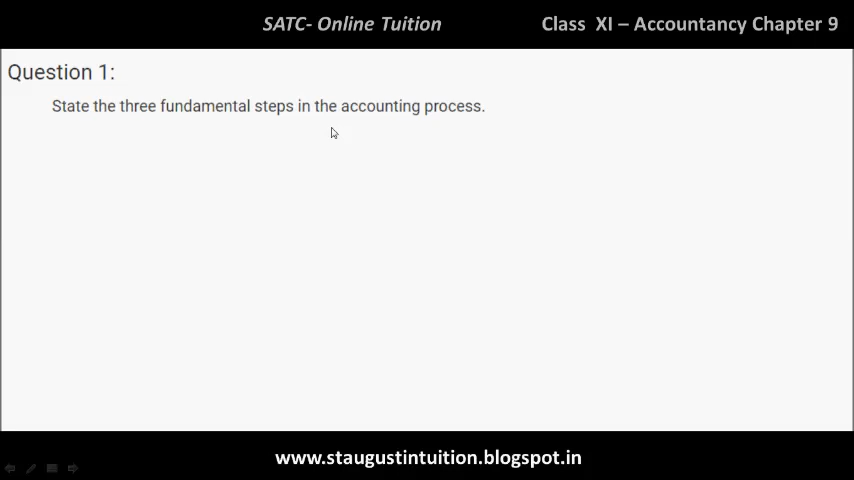 SATC- Online Tuition Class XI – Accountancy Chapter 9
Question 1:
State the three fundamental steps in the accounting process.
www.staugustintuition.blogspot.in